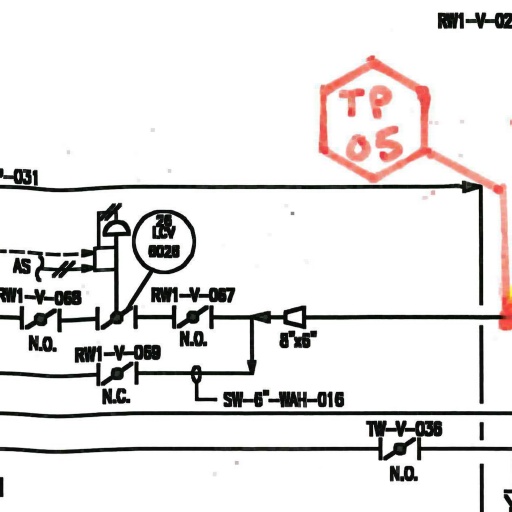 RW1-V-02
TP
05
P-031
26
LCV
6026
AS
RW1-V-068
RW1-V-067
N.O.
N.O.
8"x6"
RW1-V-069
N.C.
SW-6"-WAH-016
TW-V-036
N.O.